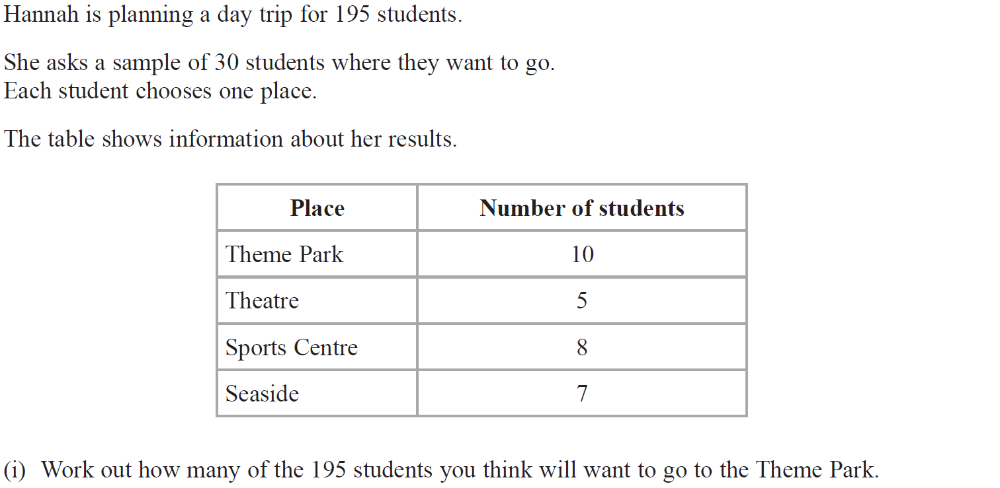 Hannah is planning a day trip for 195 students.
She asks a sample of 30 students where they want to go.
Each student chooses one place.
The table shows information about her results.
Place Number of students
Theme Park 10
Theatre 5
Sports Centre 8
Seaside 7
(i) Work out how many of the 195 students you think will want to go to the Theme Park.